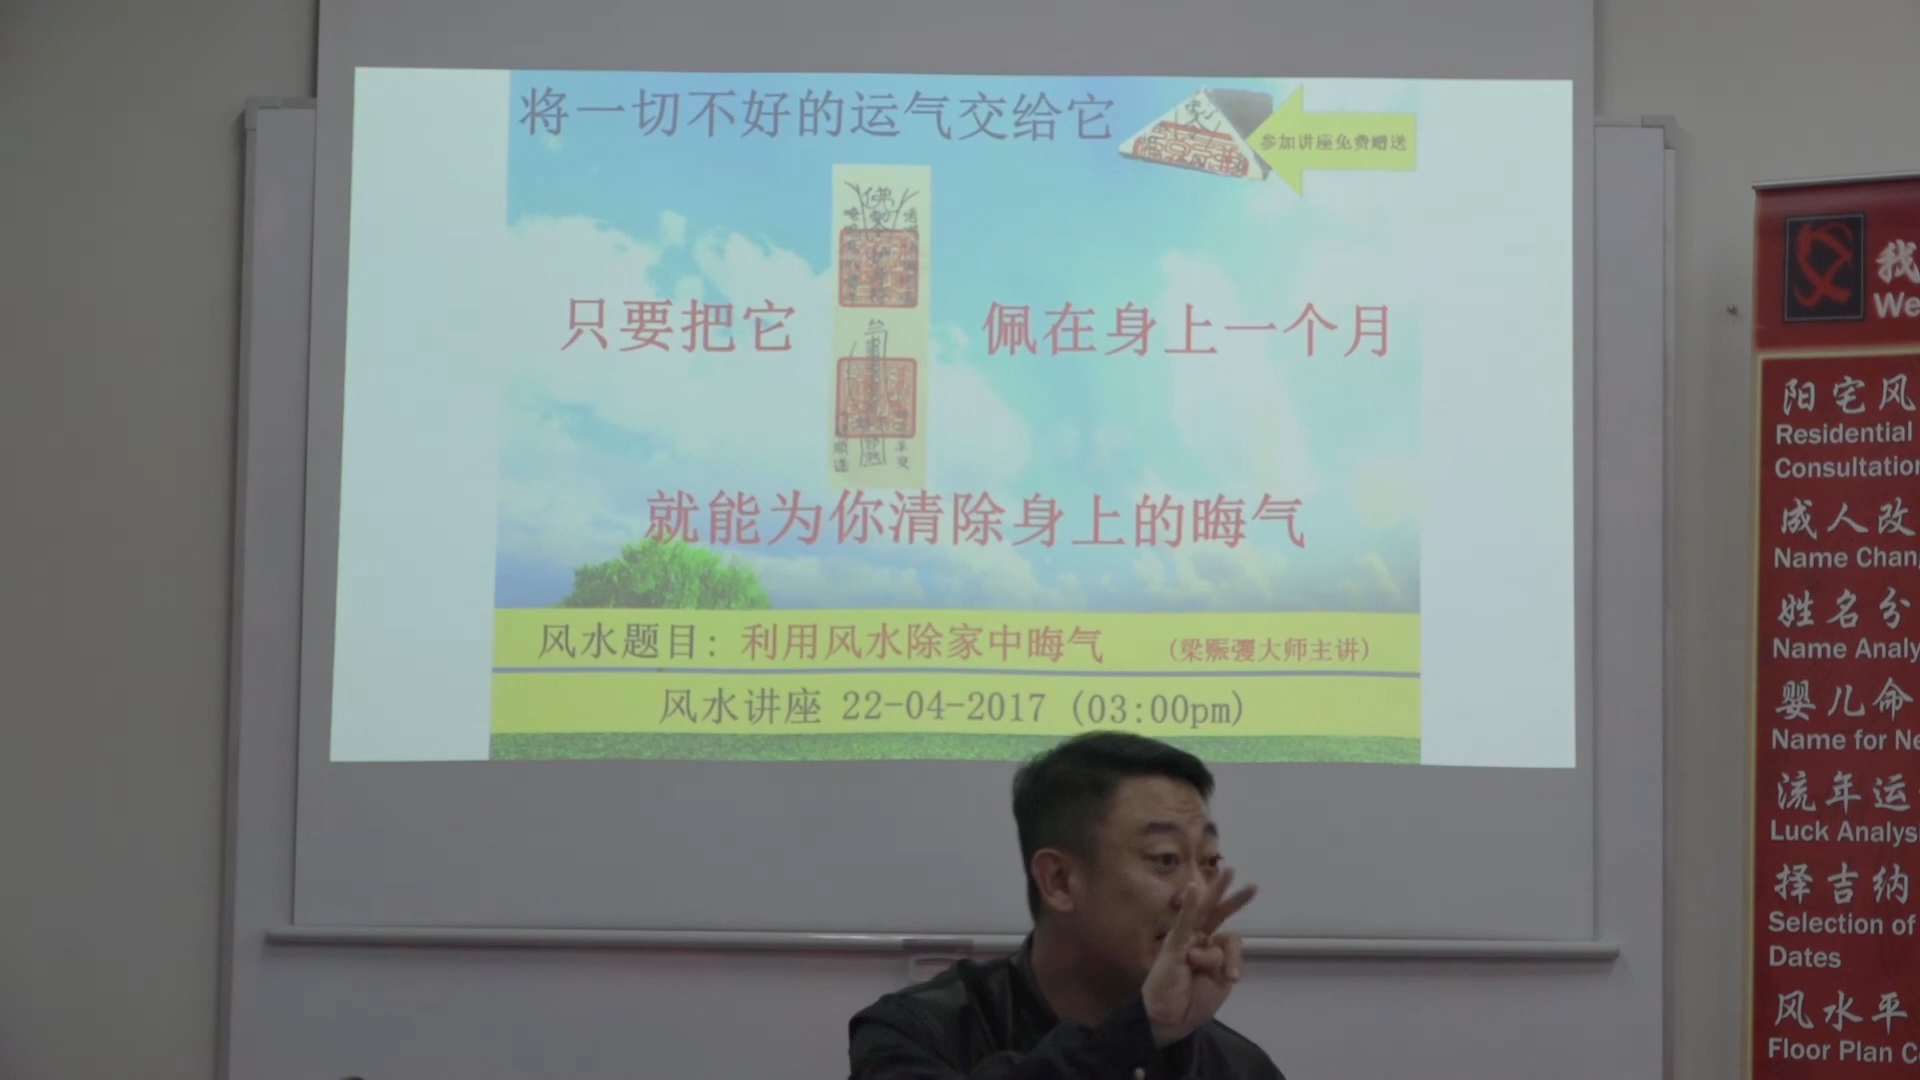 将一切不好的运气交给它
参加讲座免费赠送
只要把它
佩在身上一个月
就能为你清除身上的晦气
风水题目: 利用风水除家中晦气
大师主讲)
风水讲座 22-04-2017 (03:00pm)
佛
我
We
阳宅风
Residential
Consultation
成人改
Name Chan
姓名分
Name Analy
婴儿命
Name for Ne
流年运
Luck Analys
择吉纳
Selection of
Dates
风水平
Floor Plan C